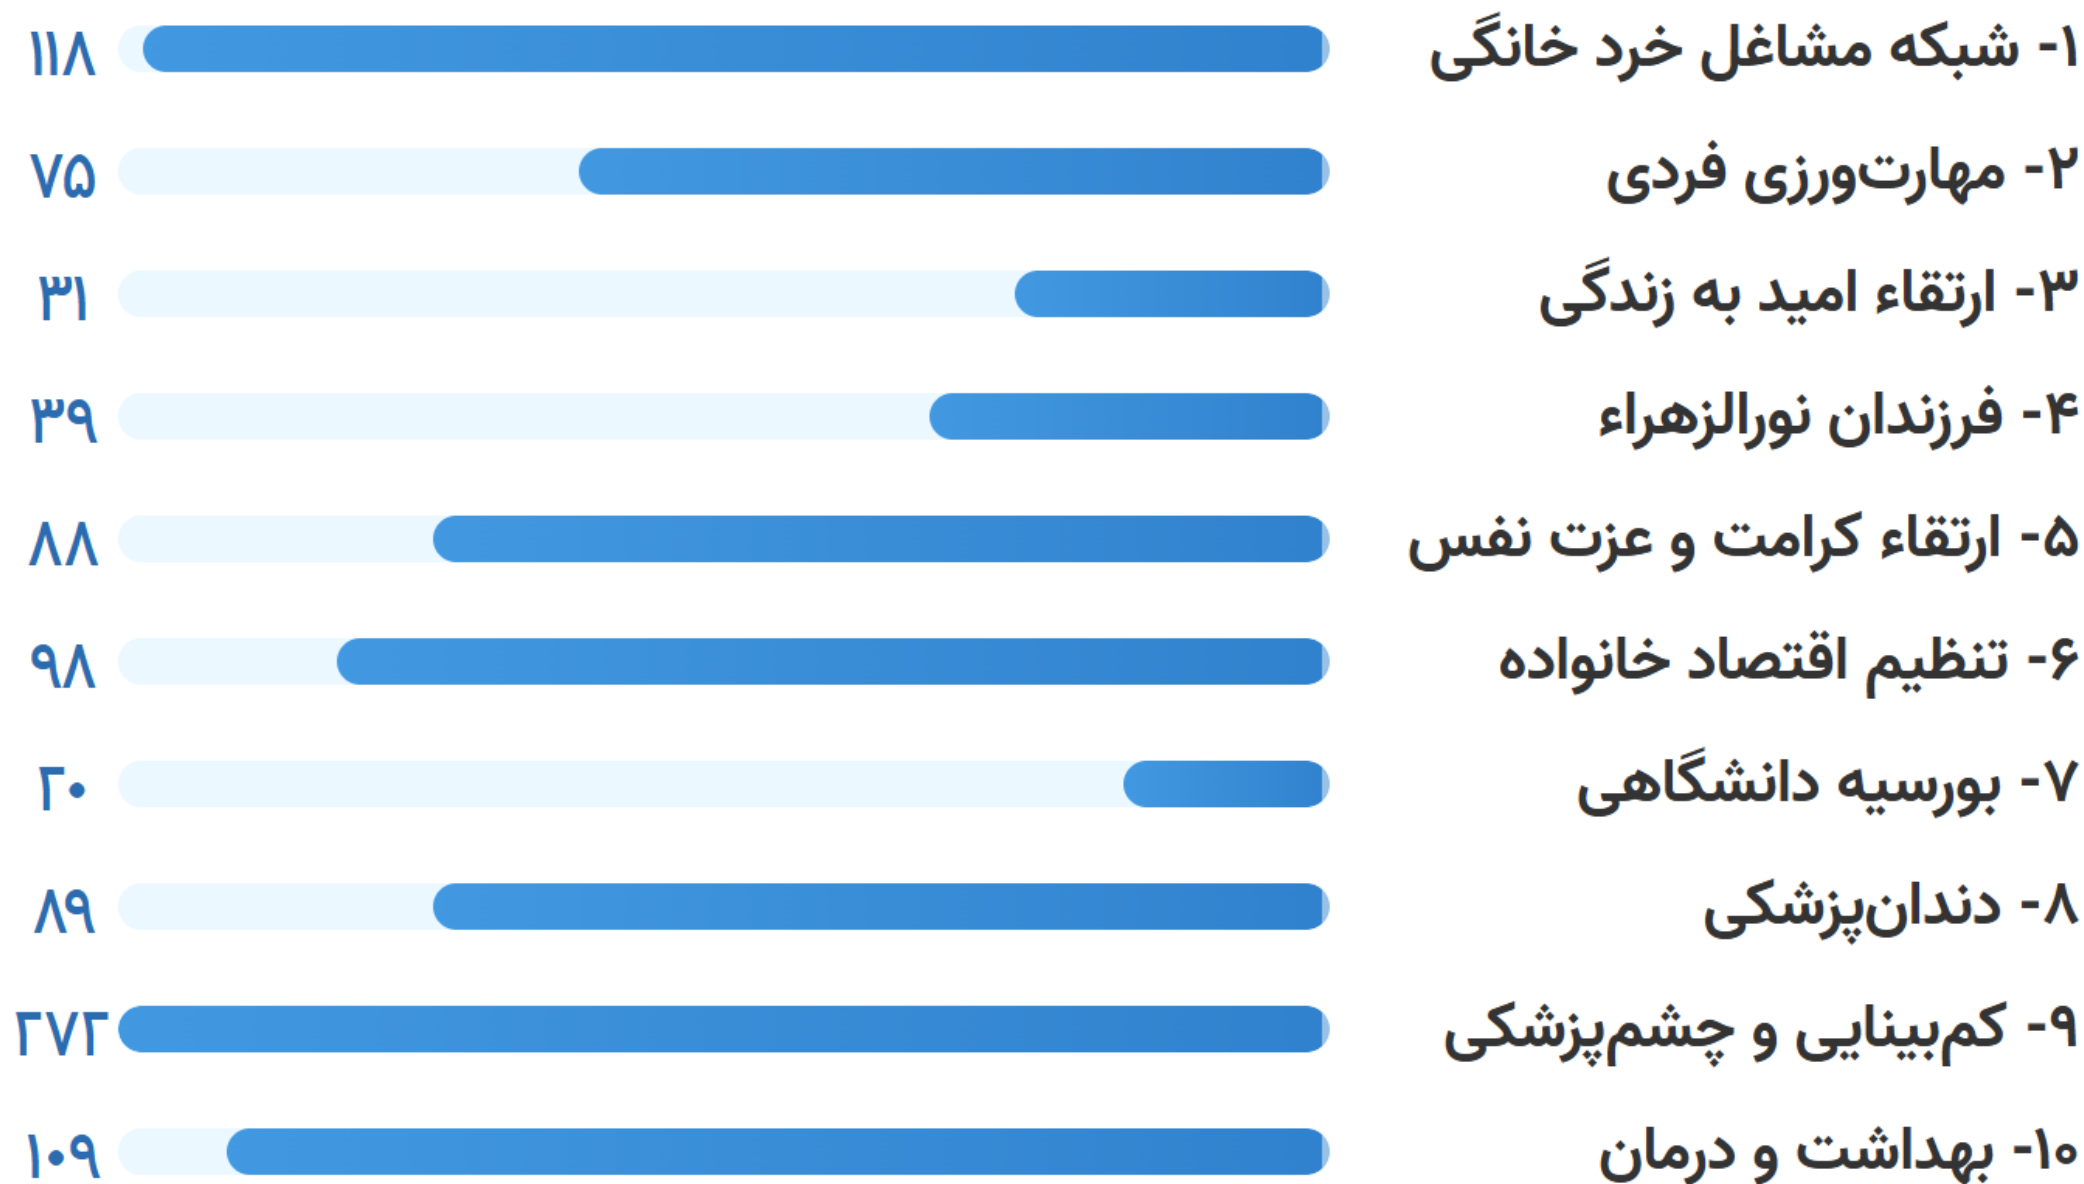 ۱- شبکه مشاغل خرد خانگی ۱۱۸
۲- مهارت‌ورزی فردی ۷۵
۳- ارتقاء امید به زندگی ۳۱
۴- فرزندان نورالزهراء ۳۹
۵- ارتقاء کرامت و عزت نفس ۸۸
۶- تنظیم اقتصاد خانواده ۹۸
۷- بورسیه دانشگاهی ۲۰
۸- دندان‌پزشکی ۸۹
۹- کم‌بینایی و چشم‌پزشکی ۲۷۲
۱۰- بهداشت و درمان ۱۰۹